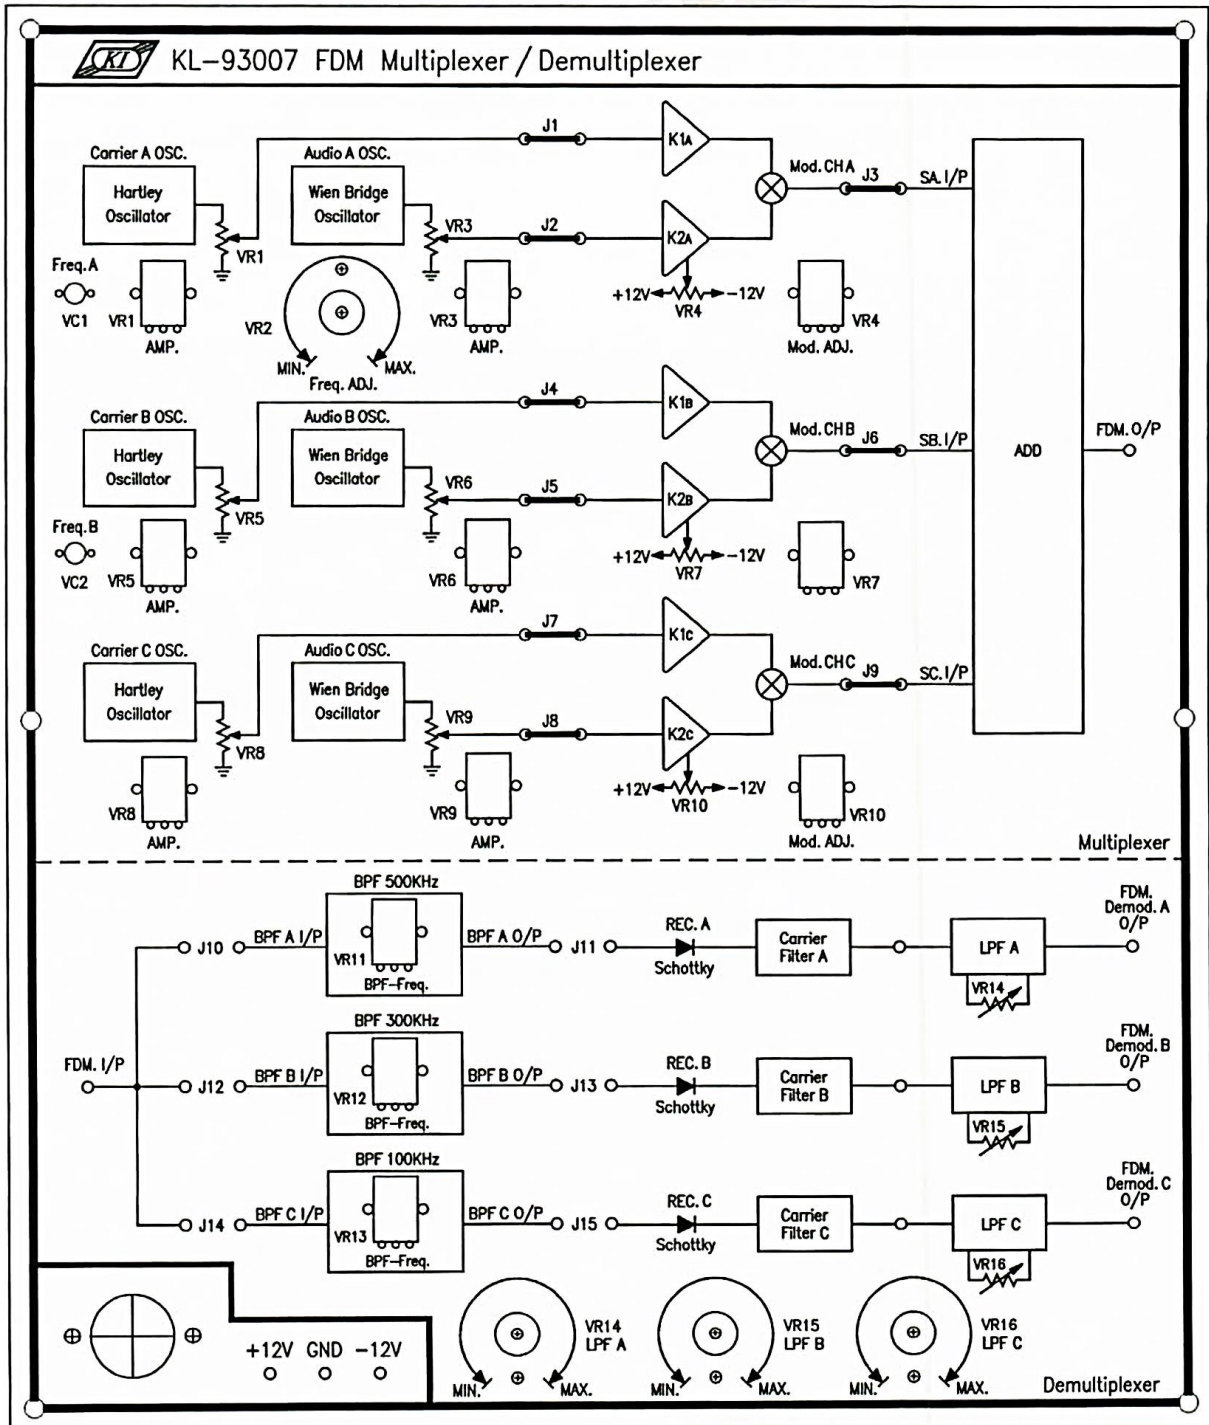 KI KL-93007 FDM Multiplexer / Demultiplexer
J1
Carrier A OSC.
Audio A OSC.
K1A
Hartley
Oscillator
Wien Bridge
Oscillator
Mod. CH A
J3
SA. I/P
VR1
VR3
J2
K2A
Freq. A
VC1
VR1
AMP.
VR2
MIN.
MAX.
Freq. ADJ.
VR3
AMP.
+12V
-12V
VR4
VR4
Mod. ADJ.
J4
Carrier B OSC.
Audio B OSC.
K1B
Hartley
Oscillator
Wien Bridge
Oscillator
Mod. CH B
J6
SB. I/P
ADD
FDM. O/P
VR5
VR6
J5
K2B
Freq. B
VC2
VR5
AMP.
VR6
AMP.
+12V
-12V
VR7
VR7
J7
Carrier C OSC.
Audio C OSC.
K1C
Hartley
Oscillator
Wien Bridge
Oscillator
Mod. CH C
J9
SC. I/P
VR8
VR9
J8
K2C
VR8
AMP.
VR9
AMP.
+12V
-12V
VR10
VR10
Mod. ADJ.
Multiplexer
BPF 500KHz
J10
BPF A I/P
VR11
BPF-Freq.
BPF A O/P
J11
REC. A
Schottky
Carrier
Filter A
LPF A
VR14
FDM.
Demod. A
O/P
BPF 300KHz
FDM. I/P
J12
BPF B I/P
VR12
BPF-Freq.
BPF B O/P
J13
REC. B
Schottky
Carrier
Filter B
LPF B
VR15
FDM.
Demod. B
O/P
BPF 100KHz
J14
BPF C I/P
VR13
BPF-Freq.
BPF C O/P
J15
REC. C
Schottky
Carrier
Filter C
LPF C
VR16
FDM.
Demod. C
O/P
+12V GND -12V
VR14
LPF A
MIN.
MAX.
VR15
LPF B
MIN.
MAX.
VR16
LPF C
MIN.
MAX.
Demultiplexer